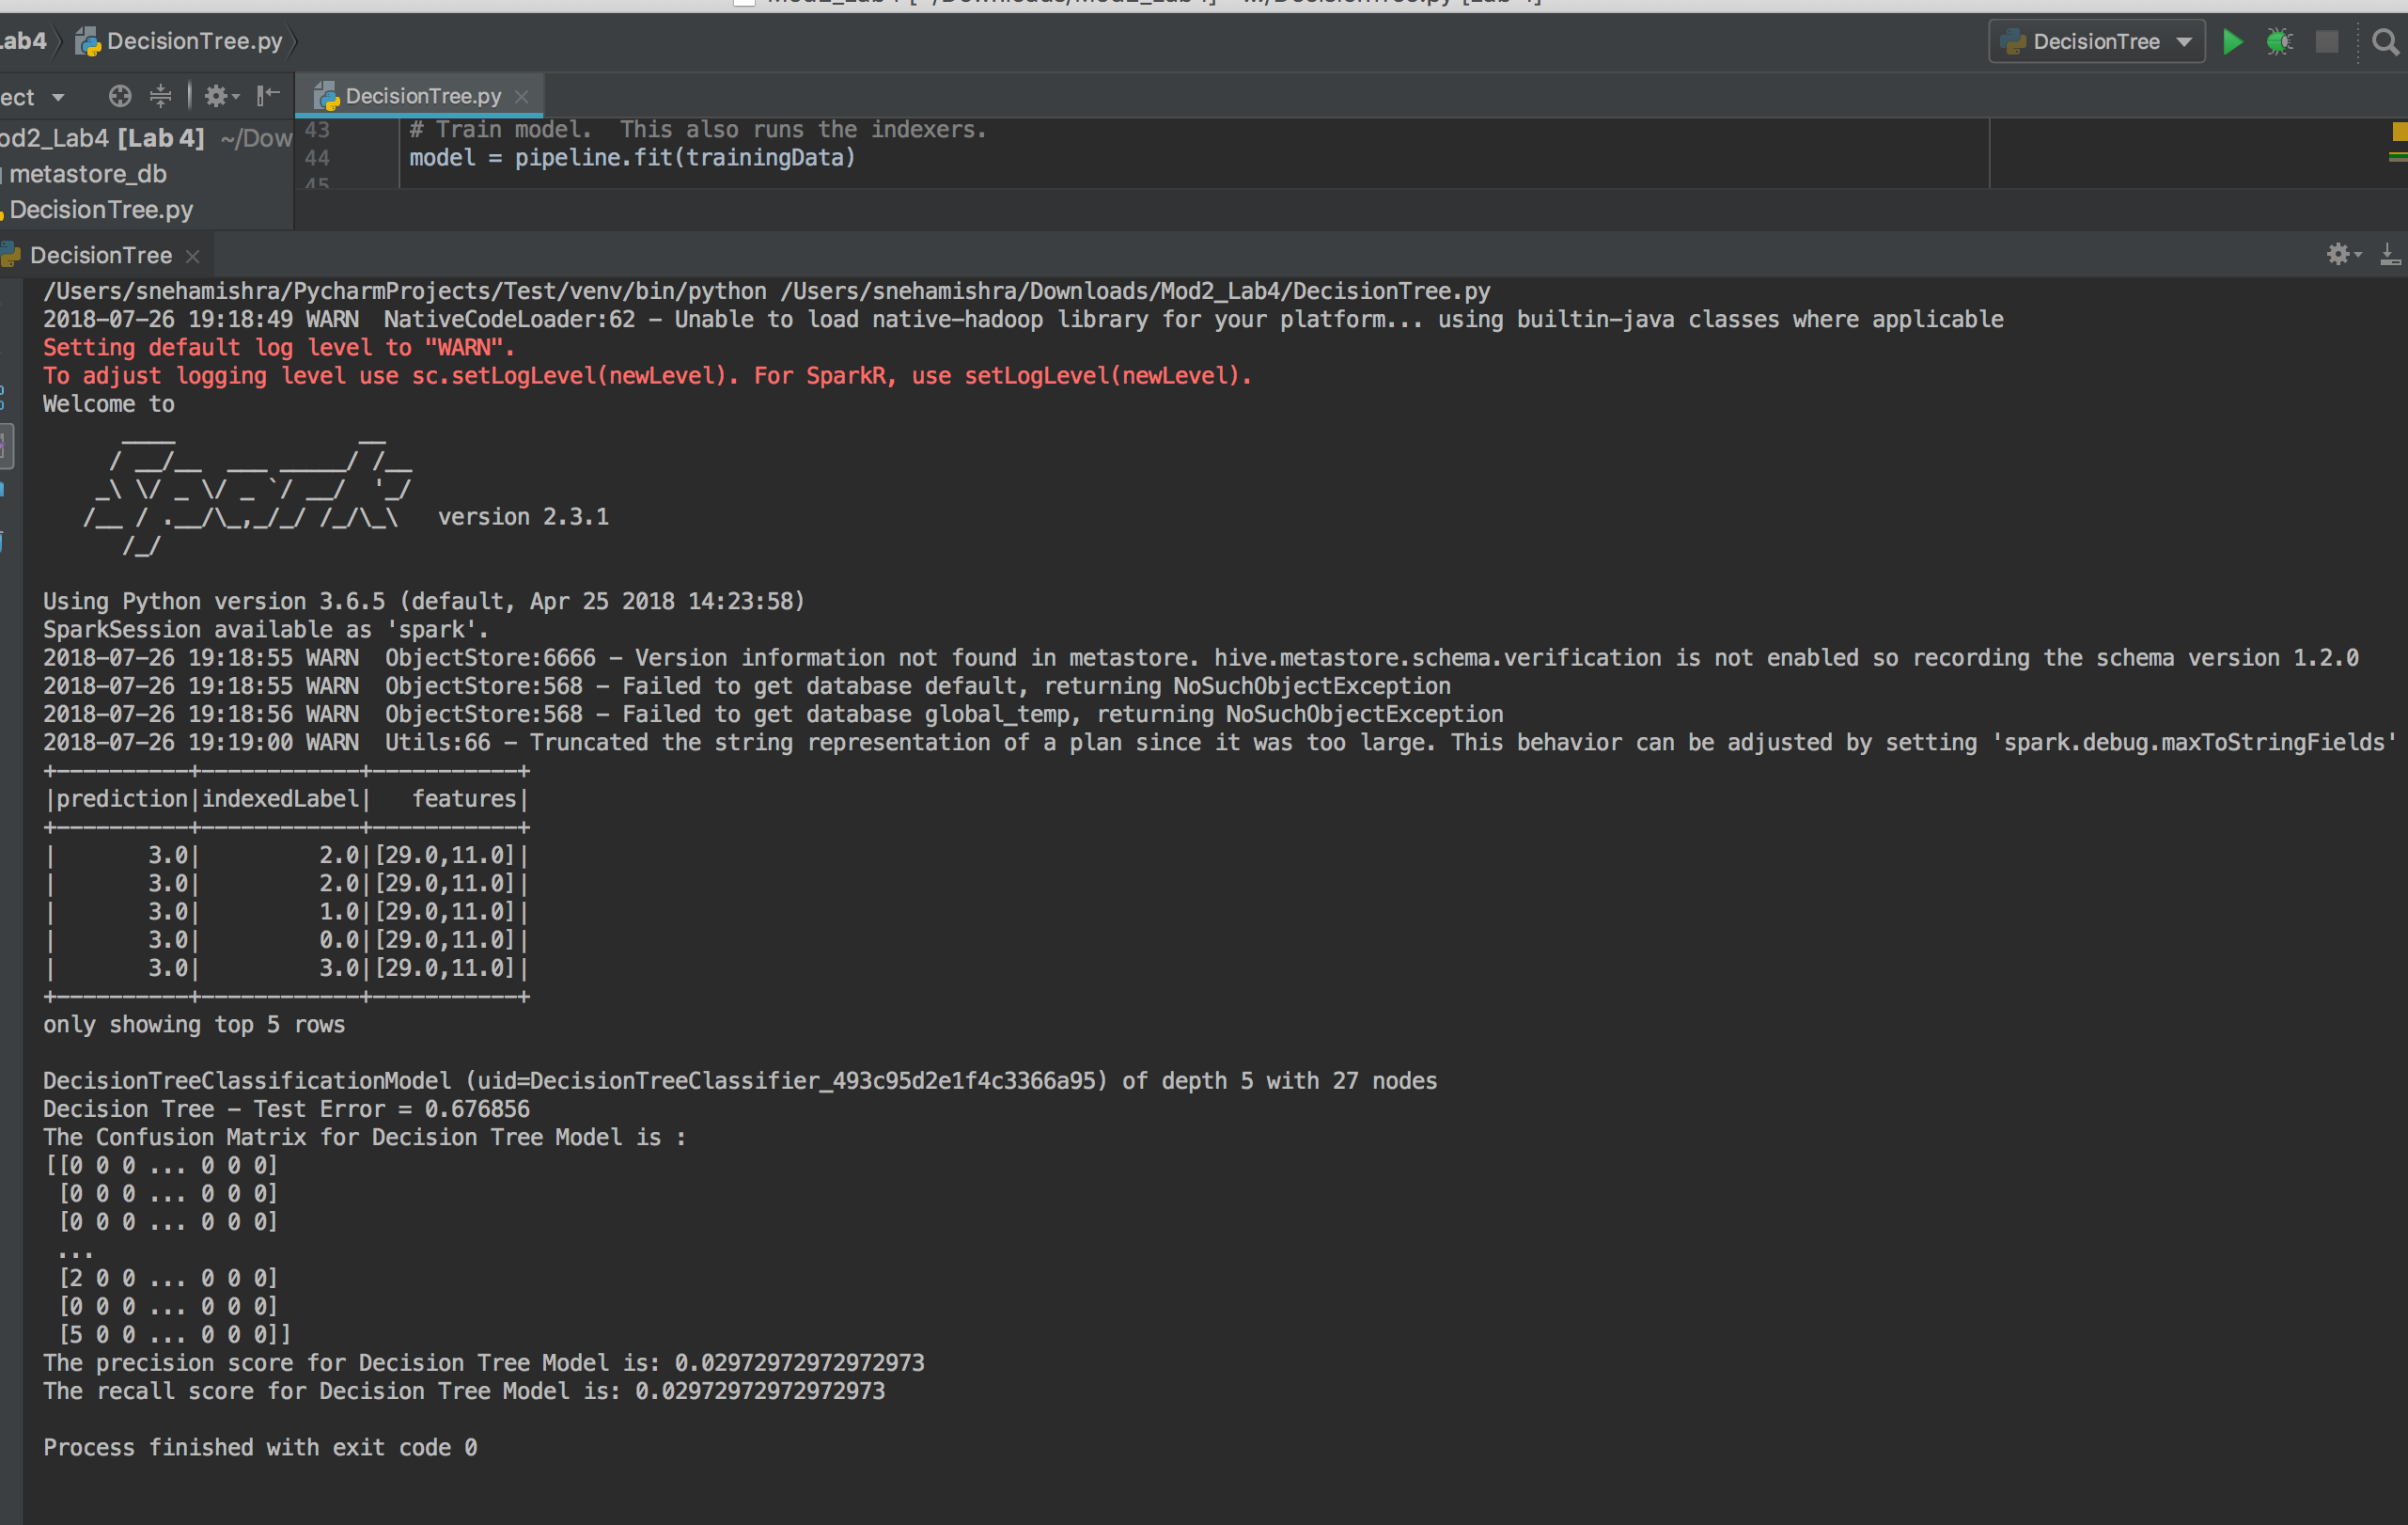 Lab4 DecisionTree.py DecisionTree
DecisionTree.py
Mod2_Lab4 [Lab 4] ~/Dow
metastore_db
DecisionTree.py
43 # Train model.  This also runs the indexers.
44 model = pipeline.fit(trainingData)
45
DecisionTree
/Users/snehamishra/PycharmProjects/Test/venv/bin/python /Users/snehamishra/Downloads/Mod2_Lab4/DecisionTree.py
2018-07-26 19:18:49 WARN  NativeCodeLoader:62 - Unable to load native-hadoop library for your platform... using builtin-java classes where applicable
Setting default log level to "WARN".
To adjust logging level use sc.setLogLevel(newLevel). For SparkR, use setLogLevel(newLevel).
Welcome to
      ____              __
     / __/__  ___ _____/ /__
    _\ \/ _ \/ _ `/ __/  '_/
   /__ / .__/\_,_/_/ /_/\_\   version 2.3.1
      /_/
Using Python version 3.6.5 (default, Apr 25 2018 14:23:58)
SparkSession available as 'spark'.
2018-07-26 19:18:55 WARN  ObjectStore:6666 - Version information not found in metastore. hive.metastore.schema.verification is not enabled so recording the schema version 1.2.0
2018-07-26 19:18:55 WARN  ObjectStore:568 - Failed to get database default, returning NoSuchObjectException
2018-07-26 19:18:56 WARN  ObjectStore:568 - Failed to get database global_temp, returning NoSuchObjectException
2018-07-26 19:19:00 WARN  Utils:66 - Truncated the string representation of a plan since it was too large. This behavior can be adjusted by setting 'spark.debug.maxToStringFields'
+----------+------------+-----------+
|prediction|indexedLabel|   features|
+----------+------------+-----------+
|       3.0|         2.0|[29.0,11.0]|
|       3.0|         2.0|[29.0,11.0]|
|       3.0|         1.0|[29.0,11.0]|
|       3.0|         0.0|[29.0,11.0]|
|       3.0|         3.0|[29.0,11.0]|
+----------+------------+-----------+
only showing top 5 rows
DecisionTreeClassificationModel (uid=DecisionTreeClassifier_493c95d2e1f4c3366a95) of depth 5 with 27 nodes
Decision Tree - Test Error = 0.676856
The Confusion Matrix for Decision Tree Model is :
[[0 0 0 ... 0 0 0]
 [0 0 0 ... 0 0 0]
 [0 0 0 ... 0 0 0]
 ...
 [2 0 0 ... 0 0 0]
 [0 0 0 ... 0 0 0]
 [5 0 0 ... 0 0 0]]
The precision score for Decision Tree Model is: 0.02972972972972973
The recall score for Decision Tree Model is: 0.02972972972972973
Process finished with exit code 0